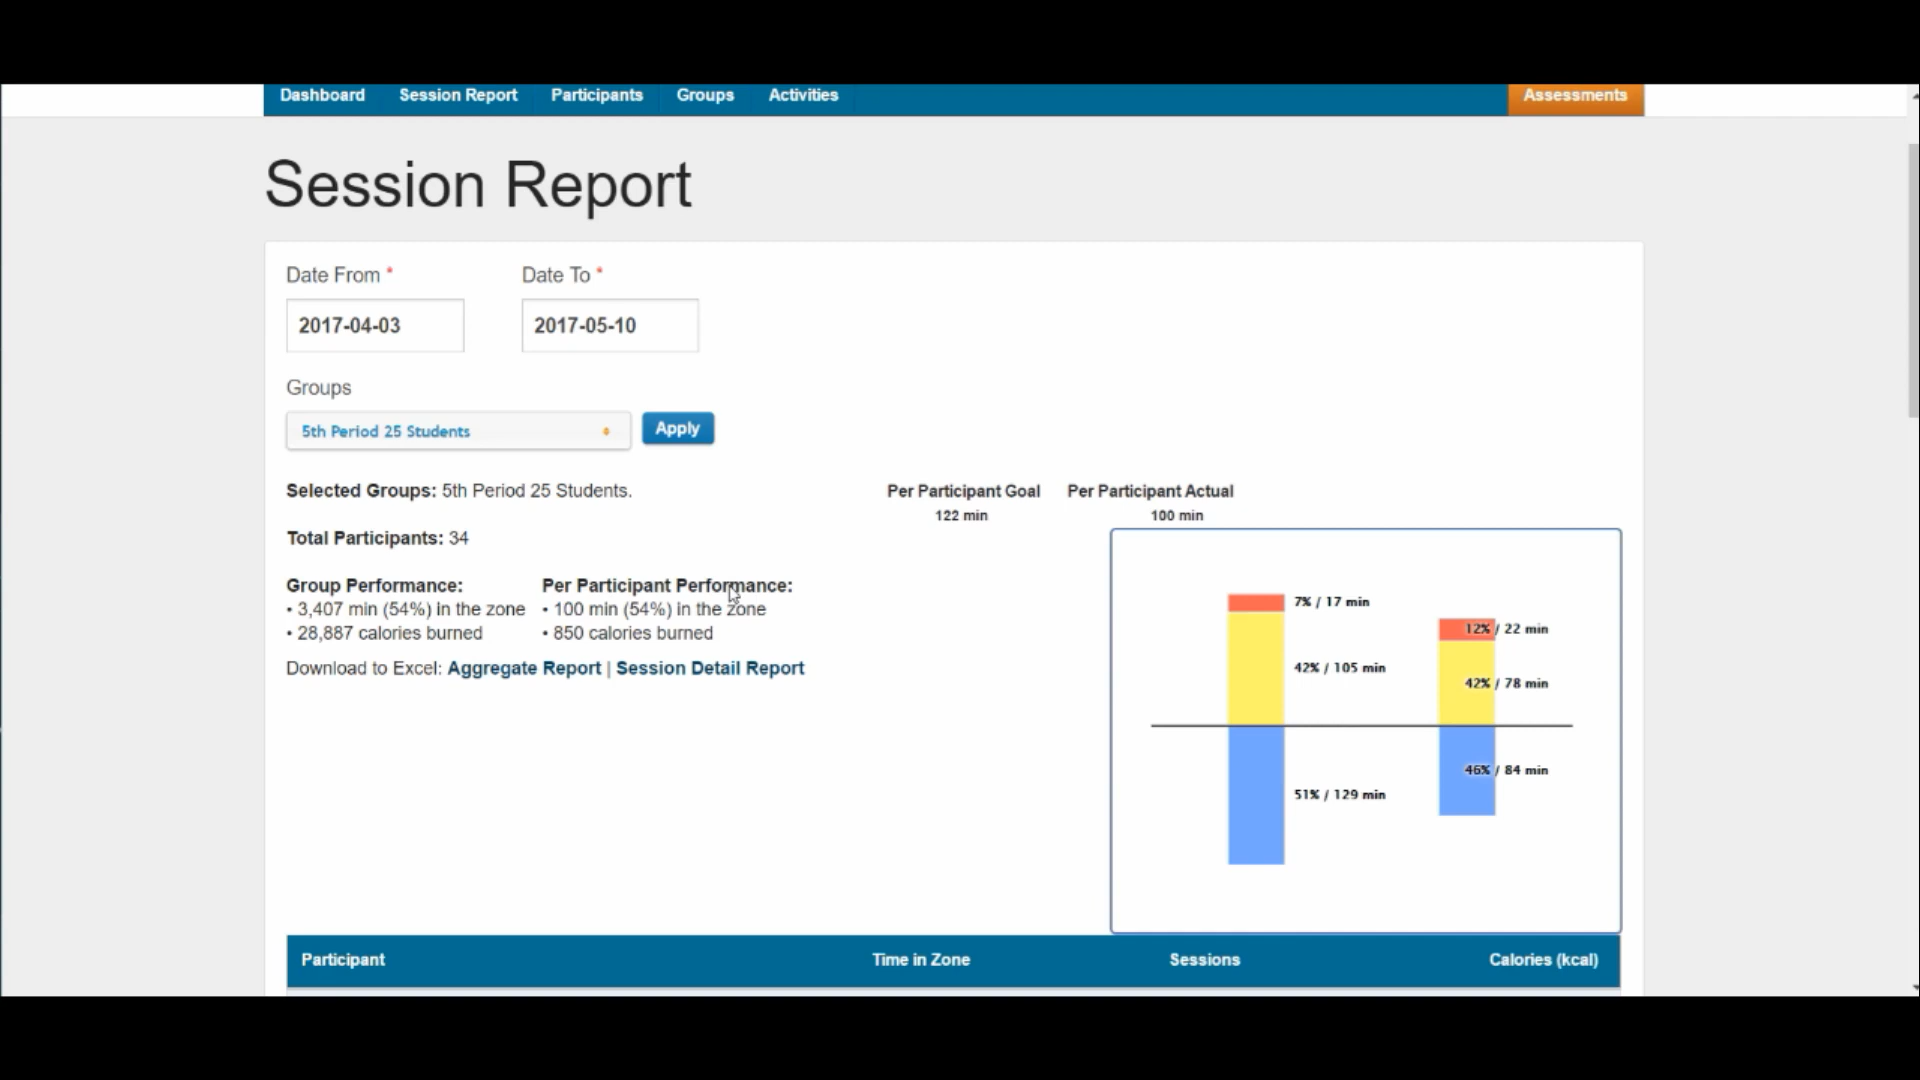 Dashboard Session Report Participants Groups Activities Assessments
Session Report
Date From * Date To *
2017-04-03 2017-05-10
Groups
5th Period 25 Students Apply
Selected Groups: 5th Period 25 Students. Per Participant Goal Per Participant Actual
122 min 100 min
Total Participants: 34
Group Performance: Per Participant Performance:
• 3,407 min (54%) in the zone • 100 min (54%) in the zone
• 28,887 calories burned • 850 calories burned
Download to Excel: Aggregate Report | Session Detail Report
7% / 17 min
12% / 22 min
42% / 105 min
42% / 78 min
46% / 84 min
51% / 129 min
Participant Time in Zone Sessions Calories (kcal)